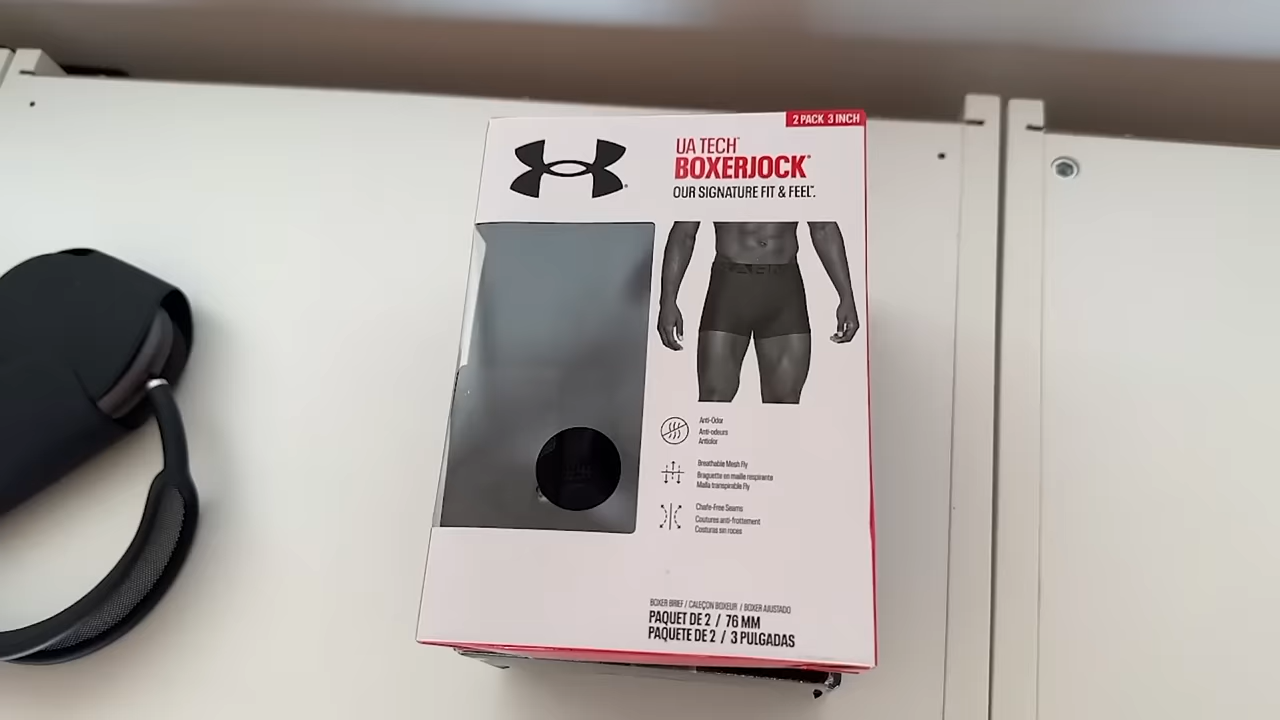 2 PACK 3 INCH
UA TECH™
BOXERJOCK®
OUR SIGNATURE FIT & FEEL™.
Anti-Odor
Anti-odeurs
Antiolor
Breathable Mesh Fly
Braguette en maille respirante
Malla transpirable Fly
Chafe-Free Seams
Coutures anti-frottement
Costuras sin roces
BOXER BRIEF / CALEÇON BOXEUR / BOXER AJUSTADO
PAQUET DE 2 / 76 MM
PAQUETE DE 2 / 3 PULGADAS